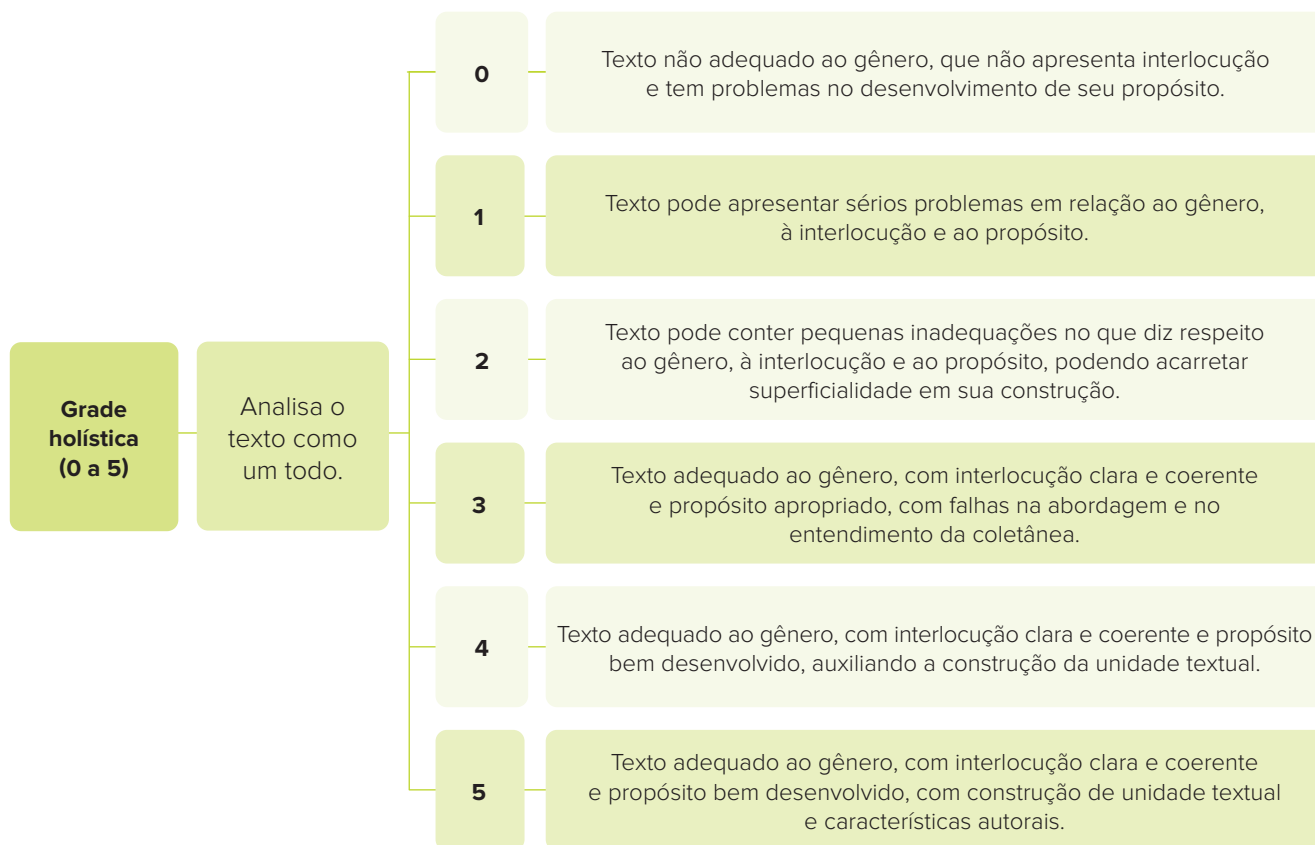 Grade
holística
(0 a 5)
Analisa o
texto como
um todo.
0
Texto não adequado ao gênero, que não apresenta interlocução
e tem problemas no desenvolvimento de seu propósito.
1
Texto pode apresentar sérios problemas em relação ao gênero,
à interlocução e ao propósito.
2
Texto pode conter pequenas inadequações no que diz respeito
ao gênero, à interlocução e ao propósito, podendo acarretar
superficialidade em sua construção.
3
Texto adequado ao gênero, com interlocução clara e coerente
e propósito apropriado, com falhas na abordagem e no
entendimento da coletânea.
4
Texto adequado ao gênero, com interlocução clara e coerente e propósito
bem desenvolvido, auxiliando a construção da unidade textual.
5
Texto adequado ao gênero, com interlocução clara e coerente
e propósito bem desenvolvido, com construção de unidade textual
e características autorais.